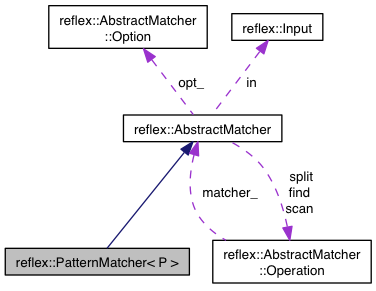 reflex::AbstractMatcher
::Option
reflex::Input
opt_
in
reflex::AbstractMatcher
split
find
scan
matcher_
reflex::PatternMatcher< P >
reflex::AbstractMatcher
::Operation